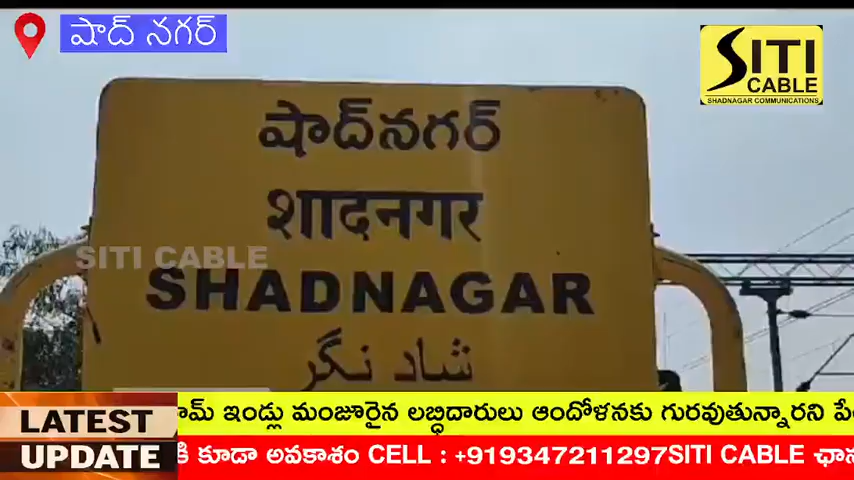 షాద్ నగర్
SITI
CABLE
SHADNAGAR COMMUNICATIONS
షాద్‌నగర్
शादनगर
SITI CABLE
SHADNAGAR
شاد نگر
LATEST
UPDATE
ఇండ్లు మంజూరైన లబ్ధిదారులు ఆందోళనకు గురవుతున్నారని
కూడా అవకాశం CELL : +919347211297SITI CABLE